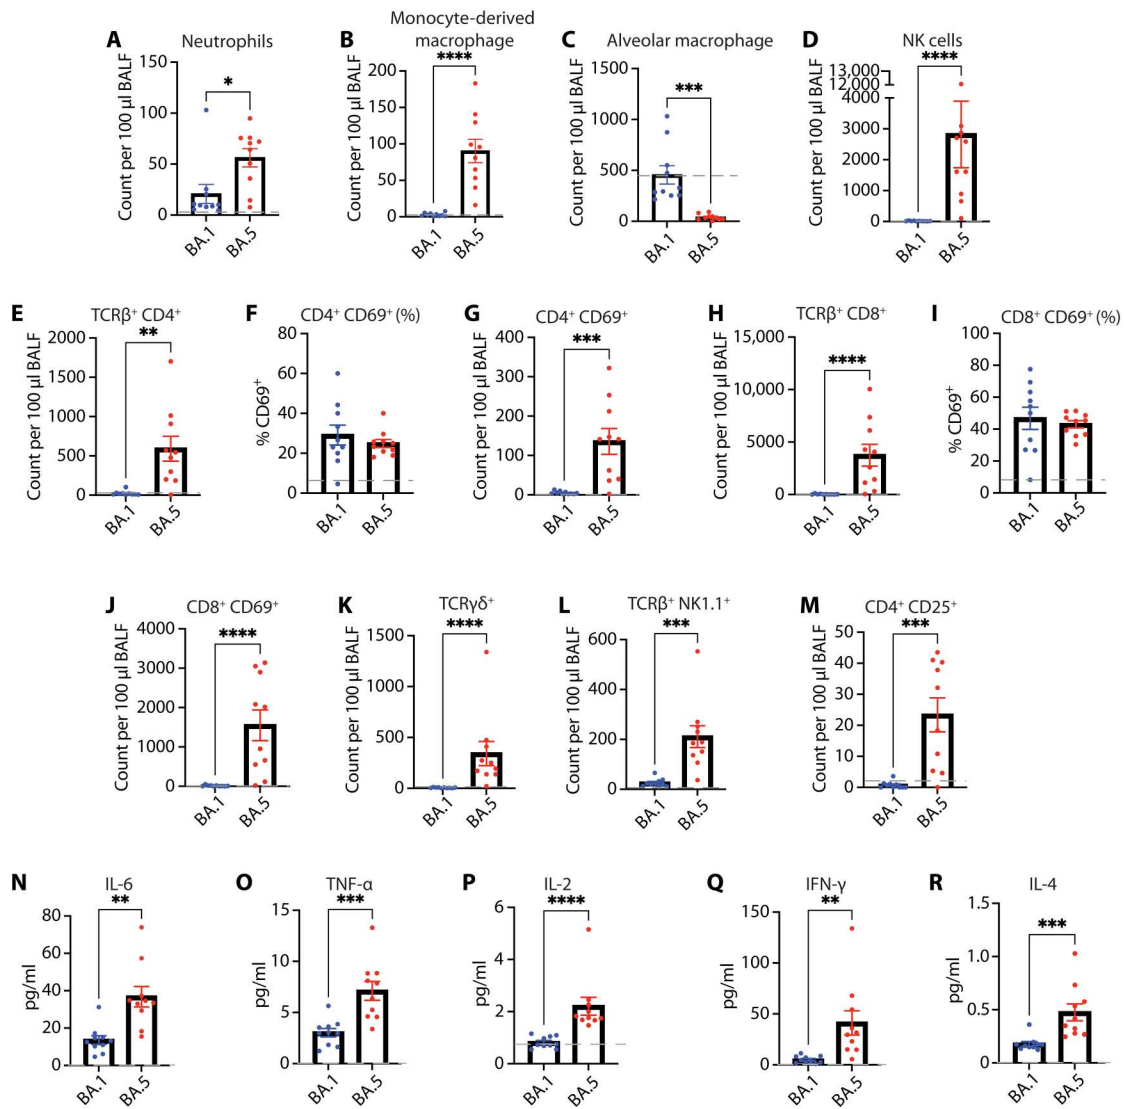 A
Neutrophils
Count per 100 µl BALF
150
100
50
0
*
BA.1
BA.5
B
Monocyte-derived
macrophage
Count per 100 µl BALF
200
150
100
50
0
****
BA.1
BA.5
C
Alveolar macrophage
Count per 100 µl BALF
1500
1000
500
0
***
BA.1
BA.5
D
NK cells
Count per 100 µl BALF
13,000
12,000
4000
3000
2000
1000
0
****
BA.1
BA.5
E
TCRβ⁺ CD4⁺
Count per 100 µl BALF
2000
1500
1000
500
0
**
BA.1
BA.5
F
CD4⁺ CD69⁺ (%)
% CD69⁺
80
60
40
20
0
BA.1
BA.5
G
CD4⁺ CD69⁺
Count per 100 µl BALF
400
300
200
100
0
***
BA.1
BA.5
H
TCRβ⁺ CD8⁺
Count per 100 µl BALF
15,000
10,000
5000
0
****
BA.1
BA.5
I
CD8⁺ CD69⁺ (%)
% CD69⁺
100
80
60
40
20
0
BA.1
BA.5
J
CD8⁺ CD69⁺
Count per 100 µl BALF
4000
3000
2000
1000
0
****
BA.1
BA.5
K
TCRγδ⁺
Count per 100 µl BALF
1500
1000
500
0
****
BA.1
BA.5
L
TCRβ⁺ NK1.1⁺
Count per 100 µl BALF
600
400
200
0
***
BA.1
BA.5
M
CD4⁺ CD25⁺
Count per 100 µl BALF
50
40
30
20
10
0
***
BA.1
BA.5
N
IL-6
pg/ml
80
60
40
20
0
**
BA.1
BA.5
O
TNF-α
pg/ml
15
10
5
0
***
BA.1
BA.5
P
IL-2
pg/ml
6
4
2
0
****
BA.1
BA.5
Q
IFN-γ
pg/ml
150
100
50
0
**
BA.1
BA.5
R
IL-4
pg/ml
1.5
1.0
0.5
0
***
BA.1
BA.5